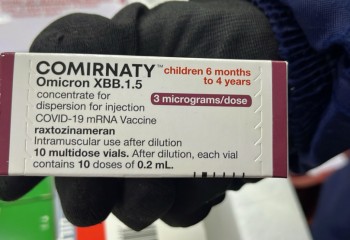 COMIRNATY™ children 6 months
Omicron XBB.1.5 to 4 years
concentrate for
dispersion for injection 3 micrograms/dose
COVID-19 mRNA Vaccine
raxtozinameran
Intramuscular use after dilution
10 multidose vials. After dilution, each vial
contains 10 doses of 0.2 mL.